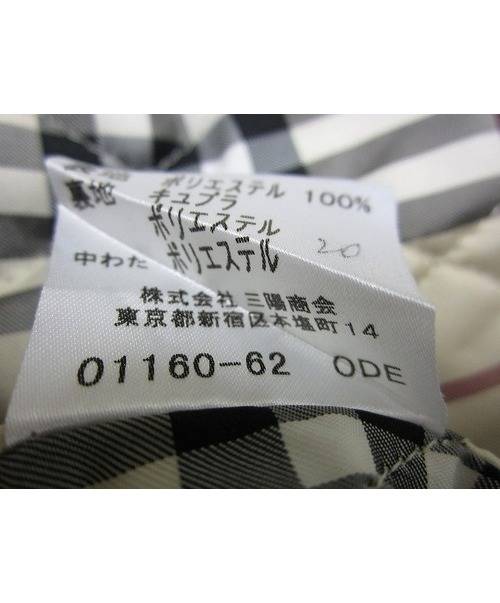 ポリエステル 100%
裏地 キュプラ
ポリエステル 20
中わた ポリエステル
株式会社 三陽商会
東京都新宿区本塩町14
01160-62 ODE